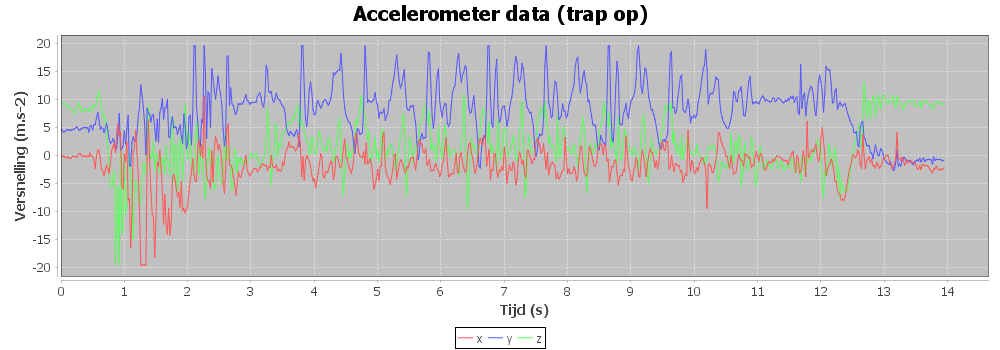 Accelerometer data (trap op)
Versnelling (m.s-2)
20
15
10
5
0
-5
-10
-15
-20
0 1 2 3 4 5 6 7 8 9 10 11 12 13 14
Tijd (s)
x y z